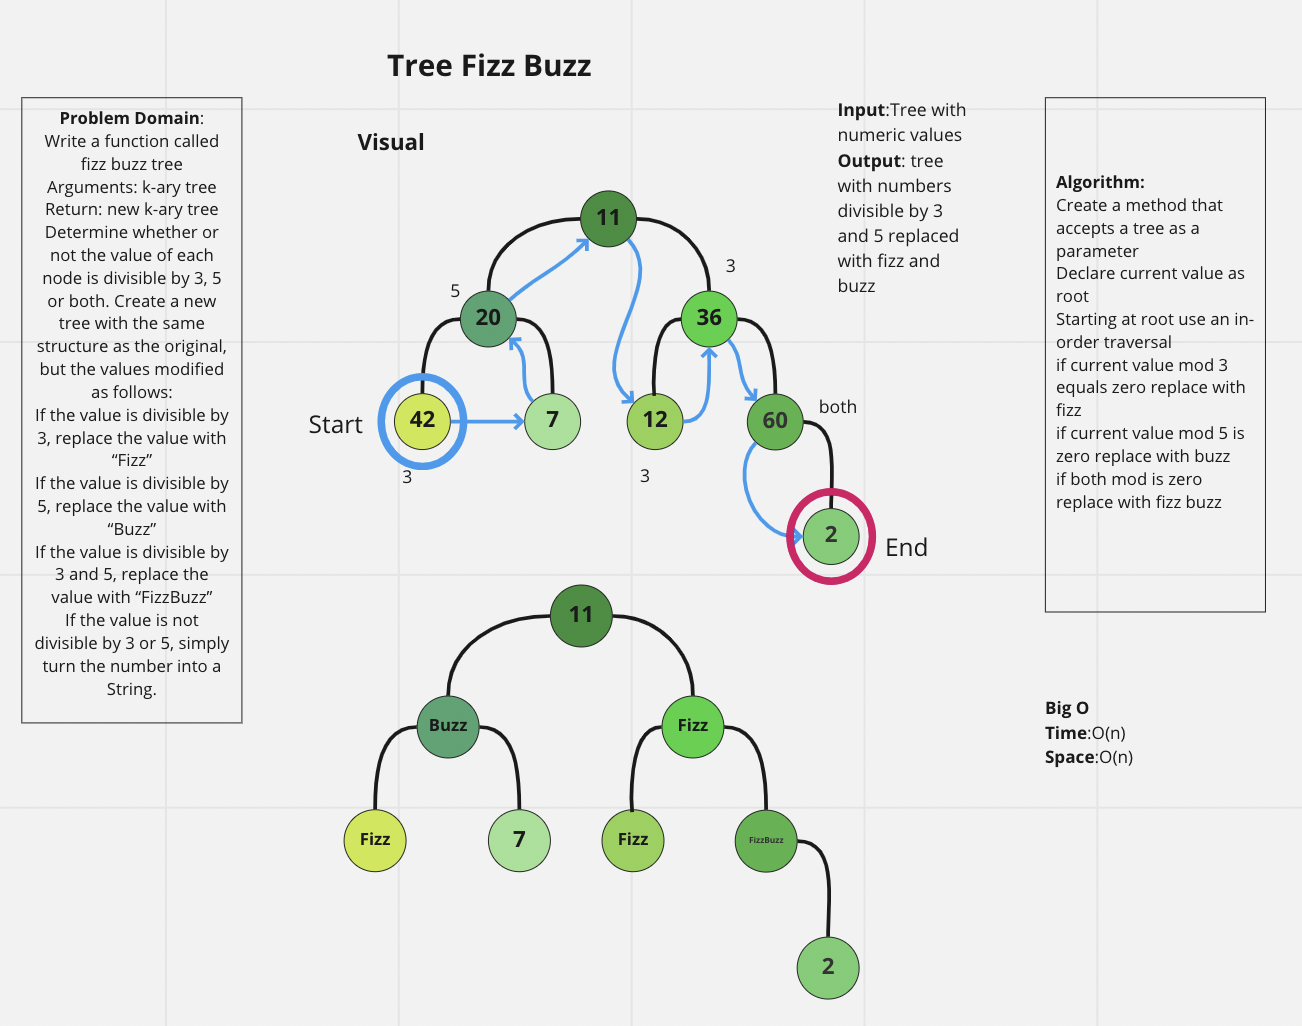 Tree Fizz Buzz
Problem Domain:
Write a function called
fizz buzz tree
Arguments: k-ary tree
Return: new k-ary tree
Determine whether or
not the value of each
node is divisible by 3, 5
or both. Create a new
tree with the same
structure as the original,
but the values modified
as follows:
If the value is divisible by
3, replace the value with
“Fizz”
If the value is divisible by
5, replace the value with
“Buzz”
If the value is divisible by
3 and 5, replace the
value with “FizzBuzz”
If the value is not
divisible by 3 or 5, simply
turn the number into a
String.
Visual
11
3
5
20
36
both
Start
42
7
12
60
3
3
2
End
11
Buzz
Fizz
Fizz
7
Fizz
FizzBuzz
2
Input:Tree with
numeric values
Output: tree
with numbers
divisible by 3
and 5 replaced
with fizz and
buzz
Algorithm:
Create a method that
accepts a tree as a
parameter
Declare current value as
root
Starting at root use an in-
order traversal
if current value mod 3
equals zero replace with
fizz
if current value mod 5 is
zero replace with buzz
if both mod is zero
replace with fizz buzz
Big O
Time:O(n)
Space:O(n)